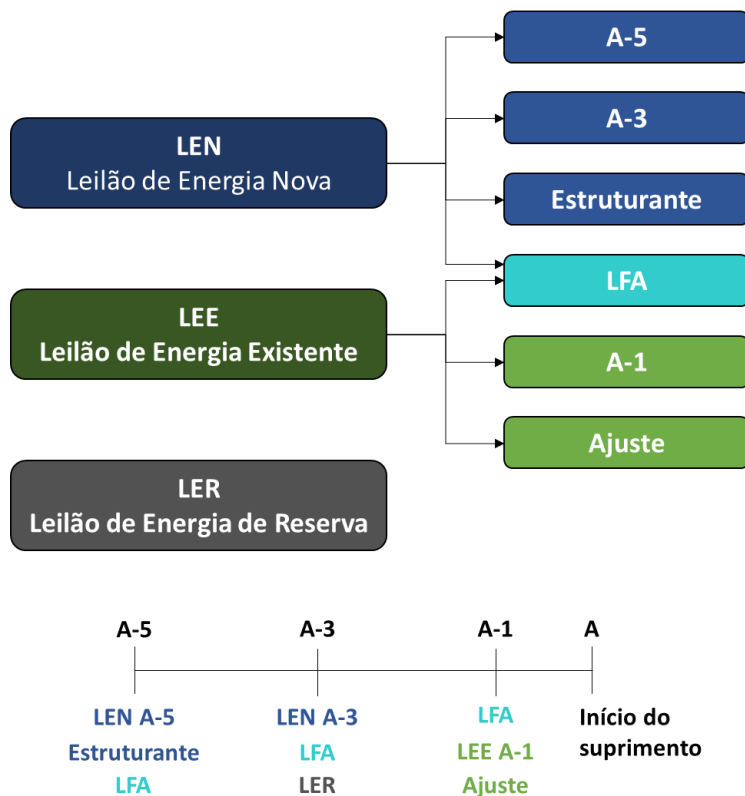 A-5
A-3
LEN
Leilão de Energia Nova
Estruturante
LFA
LEE
Leilão de Energia Existente
A-1
Ajuste
LER
Leilão de Energia de Reserva
A-5 A-3 A-1 A
LEN A-5 LEN A-3 LFA Início do
Estruturante LFA LEE A-1 suprimento
LFA LER Ajuste